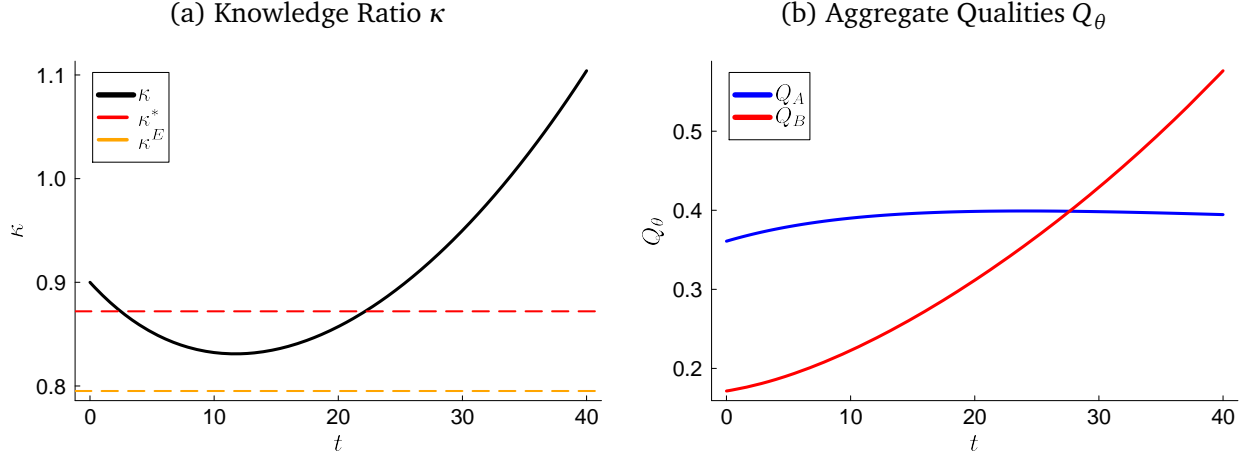 (a) Knowledge Ratio κ
1.1
1.0
0.9
0.8
κ
κ
κ*
κ^E
0 10 20 30 40
t
(b) Aggregate Qualities Q_θ
0.5
0.4
0.3
0.2
Q_θ
Q_A
Q_B
0 10 20 30 40
t